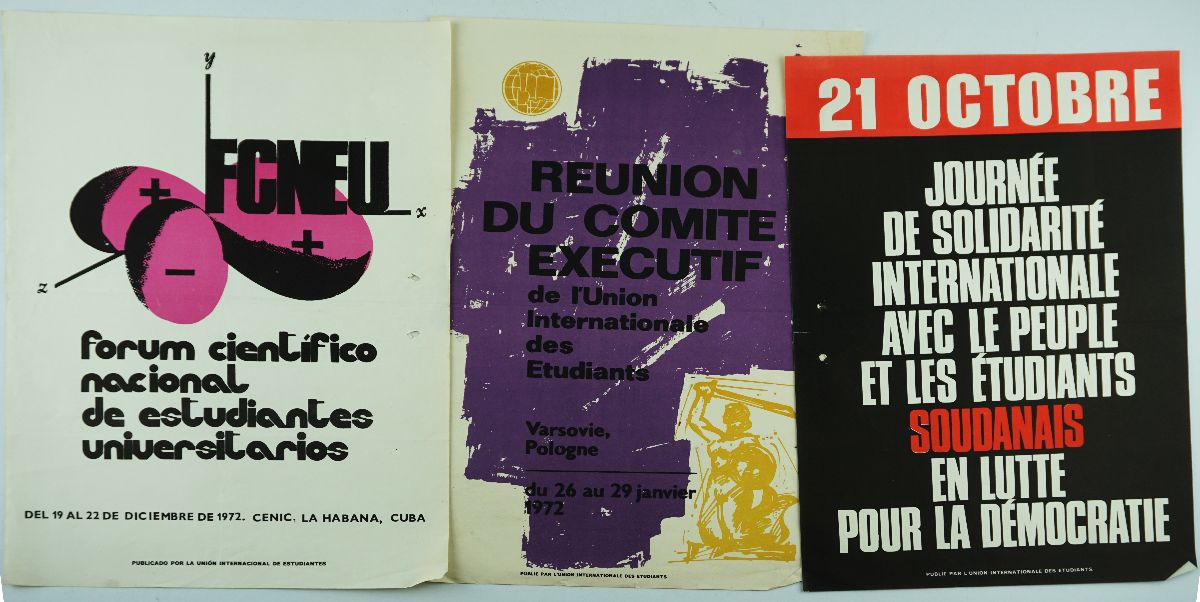 y
FCNEU
x
+
+
−
z
forum científico
nacional
de estudiantes
universitarios
DEL 19 AL 22 DE DICIEMBRE DE 1972. CENIC. LA HABANA, CUBA
PUBLICADO POR LA UNIÓN INTERNACIONAL DE ESTUDIANTES
REUNION
DU COMITE
EXECUTIF
de l'Union
Internationale
des
Etudiants
Varsovie,
Pologne
du 26 au 29 janvier
1972
PUBLIE PAR L'UNION INTERNATIONALE DES ETUDIANTS
21 OCTOBRE
JOURNÉE
DE SOLIDARITÉ
INTERNATIONALE
AVEC LE PEUPLE
ET LES ÉTUDIANTS
SOUDANAIS
EN LUTTE
POUR LA DÉMOCRATIE
PUBLIE PAR L'UNION INTERNATIONALE DES ETUDIANTS